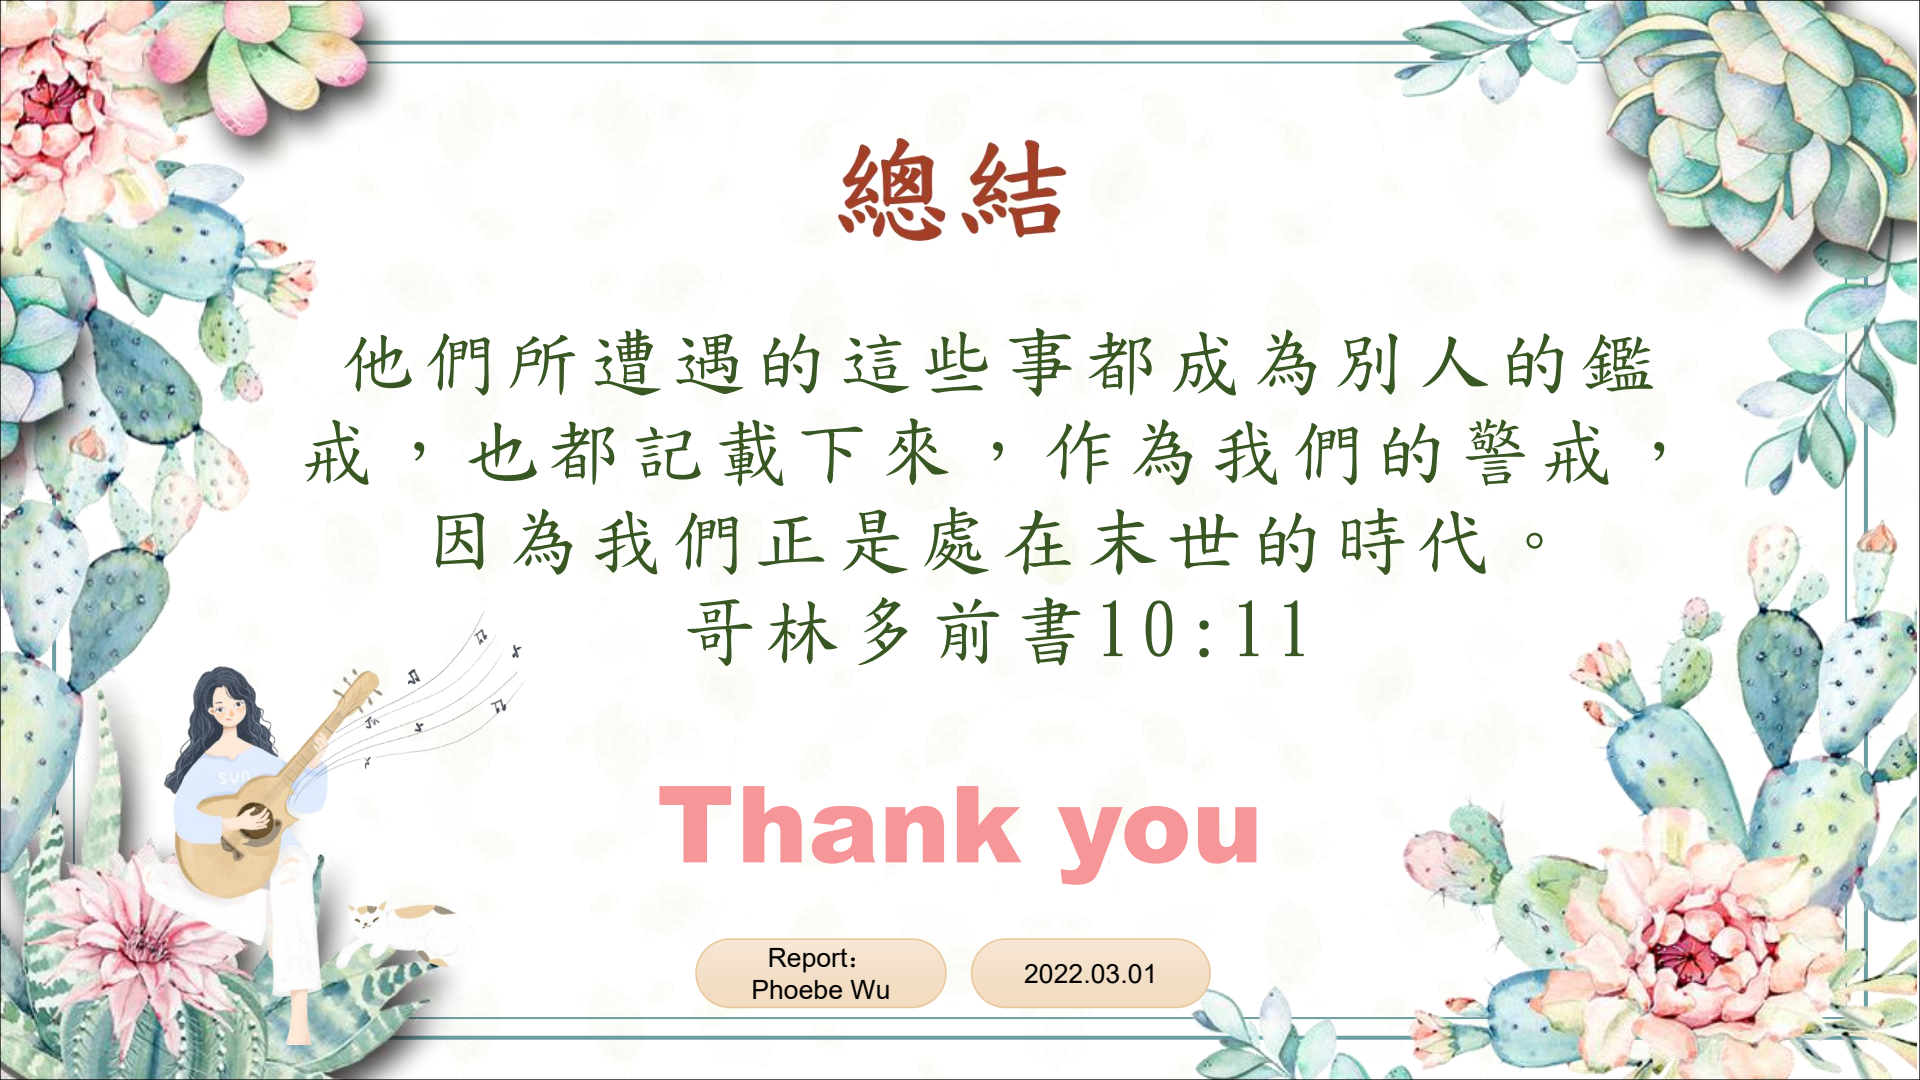 總結
他們所遭遇的這些事都成為別人的鑑
戒，也都記載下來，作為我們的警戒，
因為我們正是處在末世的時代。
哥林多前書10:11
SUN
Thank you
Report：
Phoebe Wu
2022.03.01